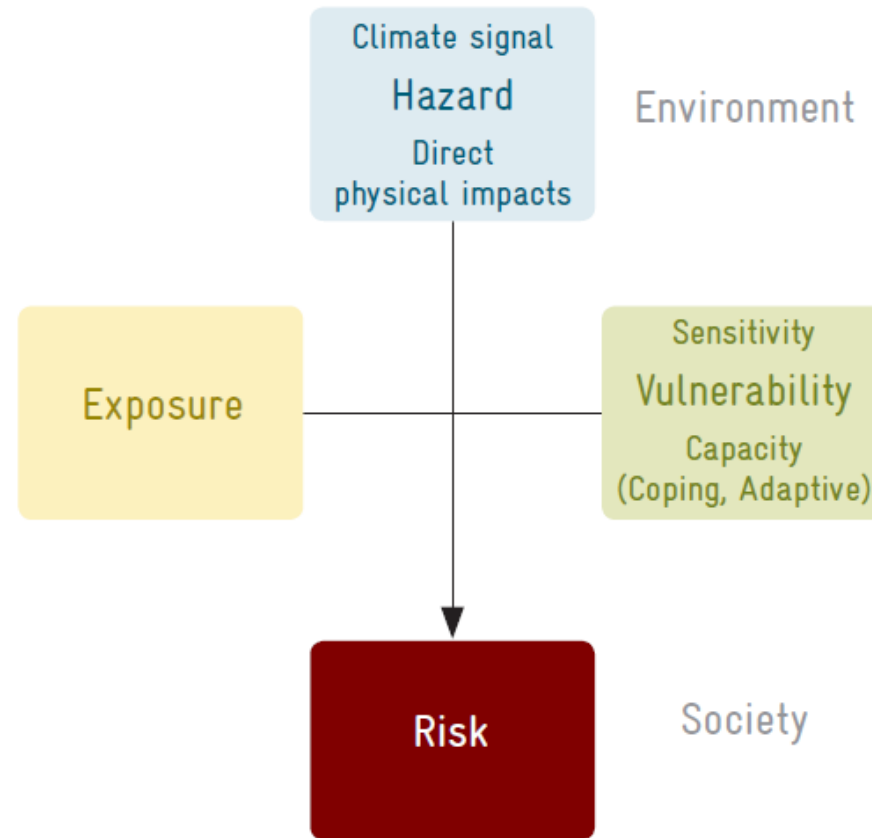 Climate signal
Hazard
Direct
physical impacts
Environment
Exposure
Sensitivity
Vulnerability
Capacity
(Coping, Adaptive)
Risk
Society